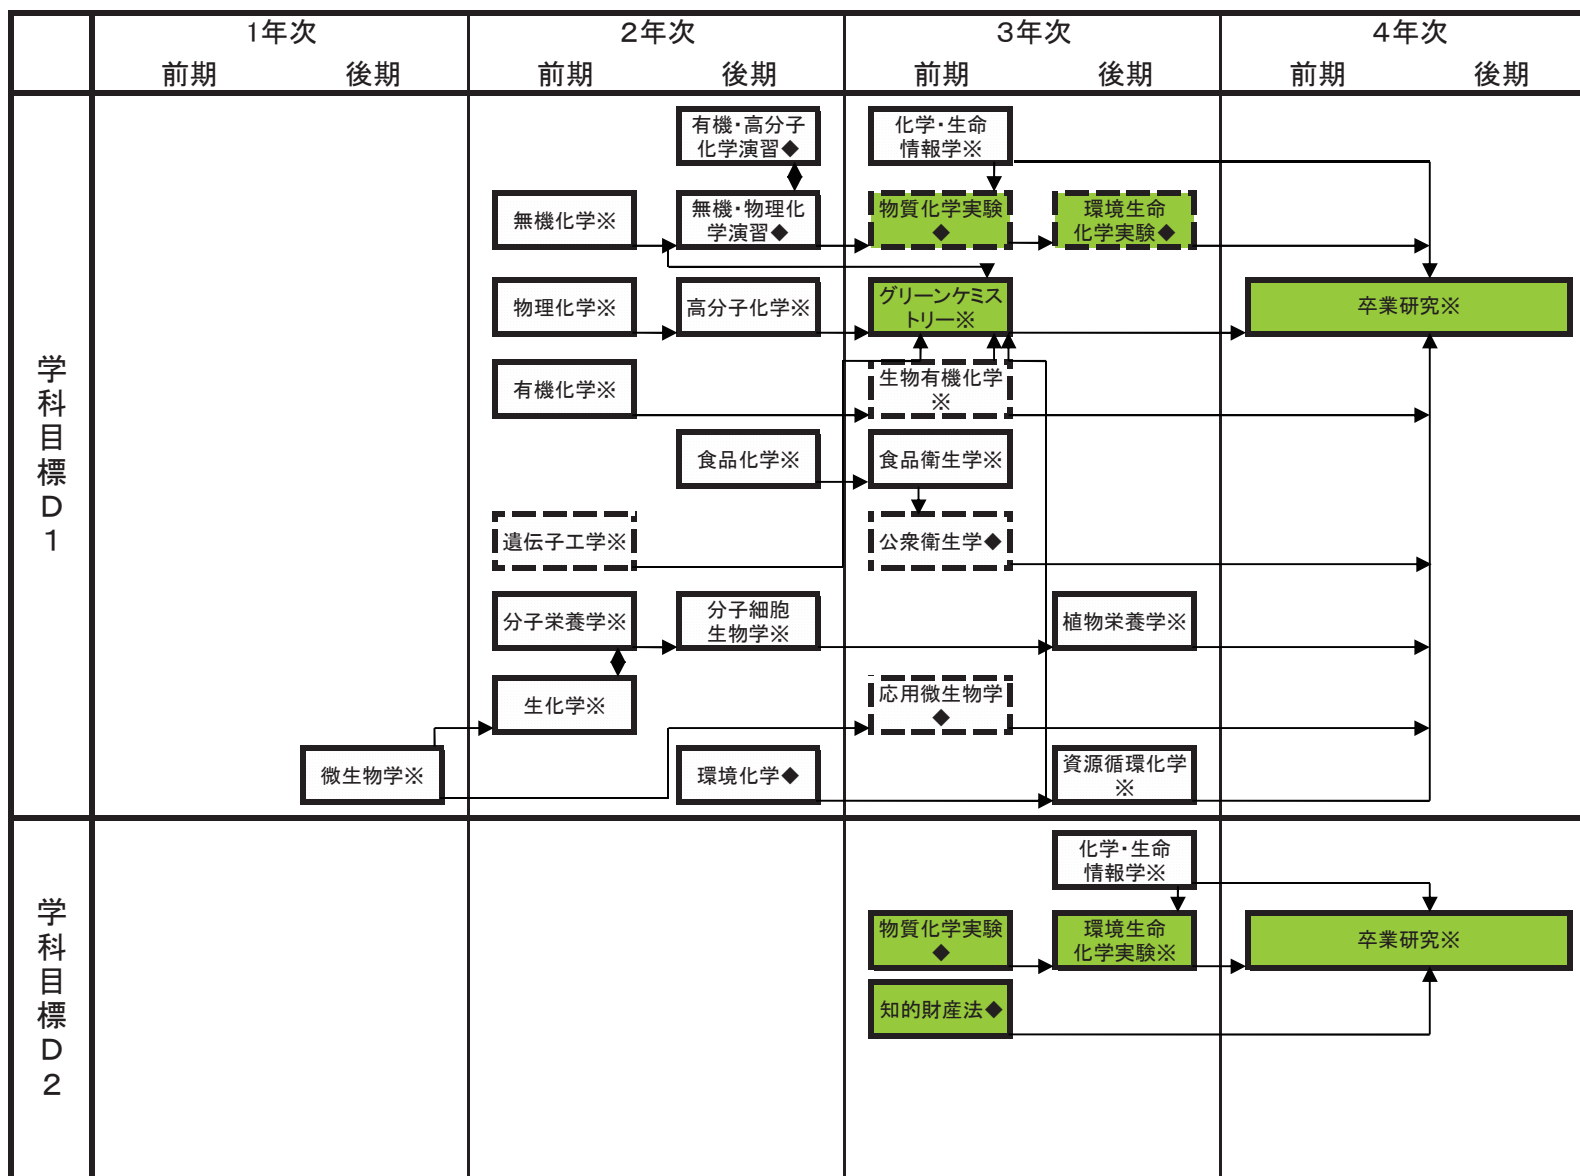 1年次
2年次
3年次
4年次
前期
後期
前期
後期
前期
後期
前期
後期
学科目標D1
有機・高分子
化学演習◆
化学・生命
情報学※
無機化学※
無機・物理化
学演習◆
物質化学実験
◆
環境生命
化学実験◆
物理化学※
高分子化学※
グリーンケミス
トリー※
卒業研究※
有機化学※
生物有機化学
※
食品化学※
食品衛生学※
遺伝子工学※
公衆衛生学◆
分子栄養学※
分子細胞
生物学※
植物栄養学※
生化学※
応用微生物学
◆
微生物学※
環境化学◆
資源循環化学
※
学科目標D2
化学・生命
情報学※
物質化学実験
◆
環境生命
化学実験※
卒業研究※
知的財産法◆